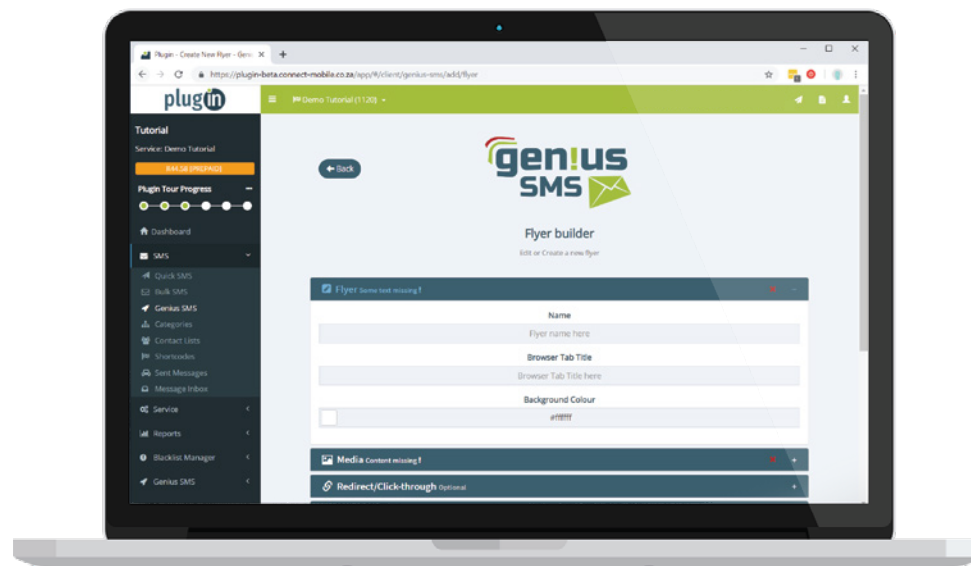 Plugin - Create New Flyer - Geni
https://plugin-beta.connect-mobile.co.za/app/#/client/genius-sms/add/flyer
plugin
Demo Tutorial (1120)
Tutorial
Service: Demo Tutorial
R44.58 (PREPAID)
Plugin Tour Progress
Dashboard
SMS
Quick SMS
Bulk SMS
Genius SMS
Categories
Contact Lists
Shortcodes
Sent Messages
Message Inbox
Service
Reports
Blacklist Manager
Genius SMS
Back
gen!us
SMS
Flyer builder
Edit or Create a new flyer
Flyer Some text missing !
Name
Flyer name here
Browser Tab Title
Browser Tab Title here
Background Colour
#ffffff
Media Content missing !
Redirect/Click-through Optional